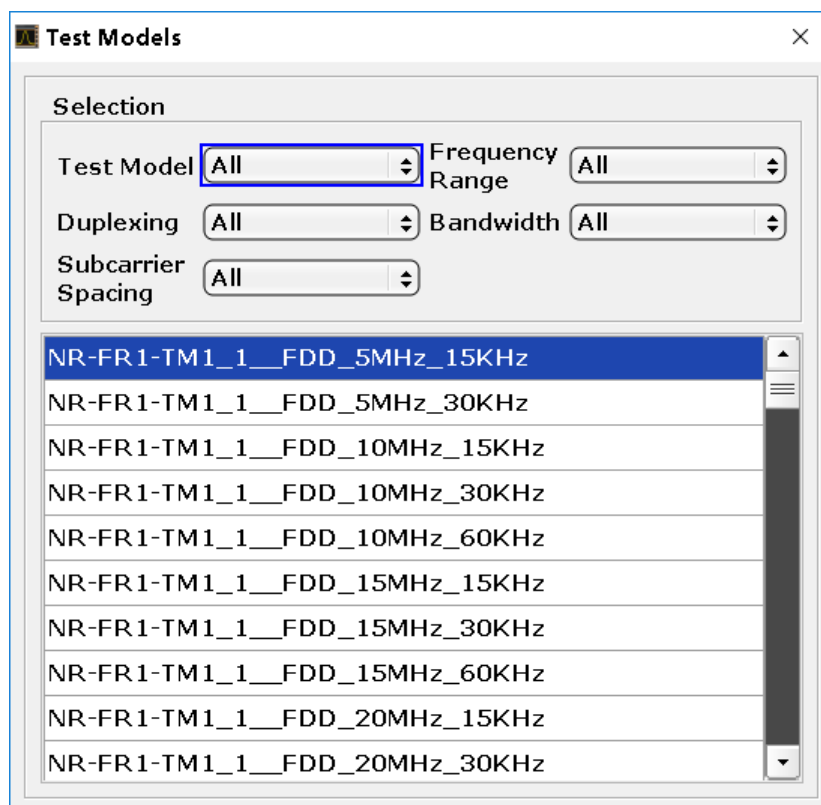 Test Models
Selection
Test Model All
Frequency Range All
Duplexing All
Bandwidth All
Subcarrier Spacing All
NR-FR1-TM1_1__FDD_5MHz_15KHz
NR-FR1-TM1_1__FDD_5MHz_30KHz
NR-FR1-TM1_1__FDD_10MHz_15KHz
NR-FR1-TM1_1__FDD_10MHz_30KHz
NR-FR1-TM1_1__FDD_10MHz_60KHz
NR-FR1-TM1_1__FDD_15MHz_15KHz
NR-FR1-TM1_1__FDD_15MHz_30KHz
NR-FR1-TM1_1__FDD_15MHz_60KHz
NR-FR1-TM1_1__FDD_20MHz_15KHz
NR-FR1-TM1_1__FDD_20MHz_30KHz